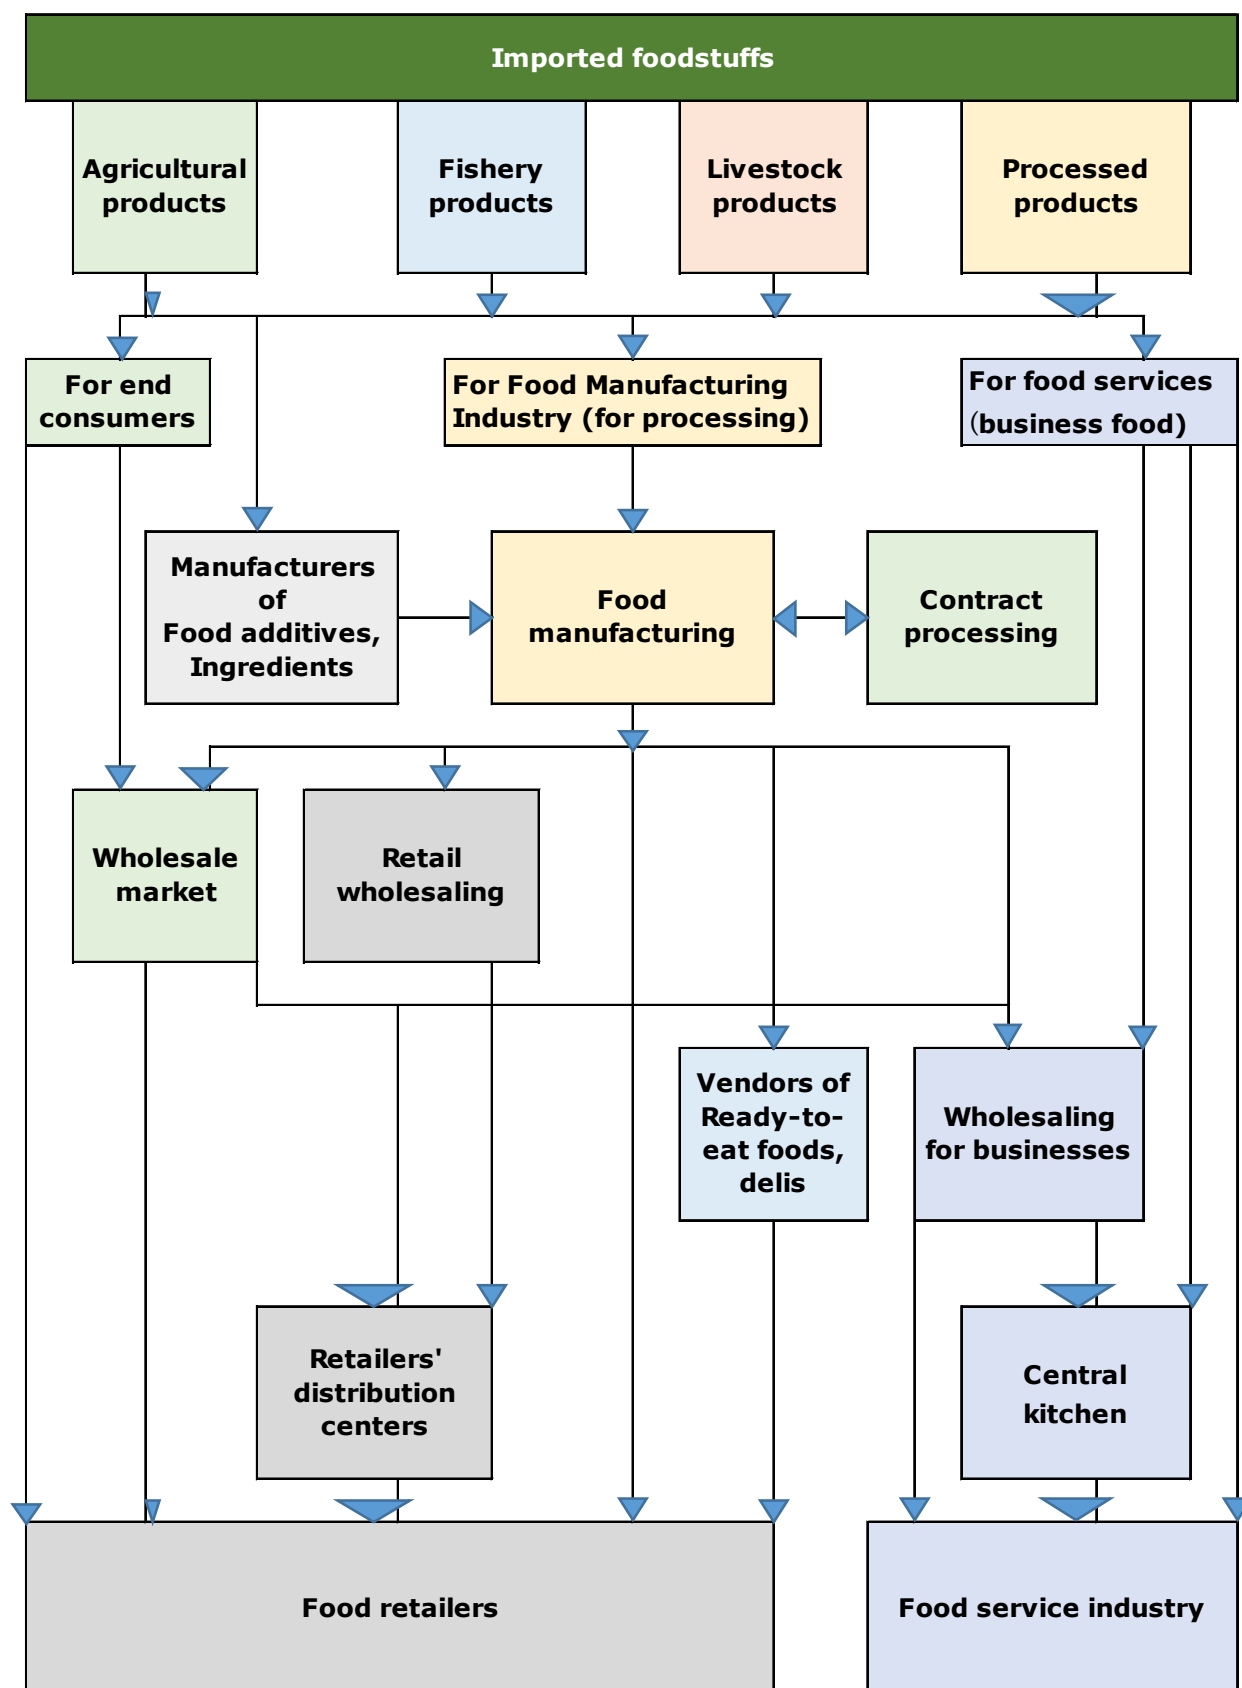 Imported foodstuffs
Agricultural
products
Fishery
products
Livestock
products
Processed
products
For end
consumers
For Food Manufacturing
Industry (for processing)
For food services
（business food)
Manufacturers
of
Food additives,
Ingredients
Food
manufacturing
Contract
processing
Wholesale
market
Retail
wholesaling
Vendors of
Ready-to-
eat foods,
delis
Wholesaling
for businesses
Retailers'
distribution
centers
Central
kitchen
Food retailers
Food service industry